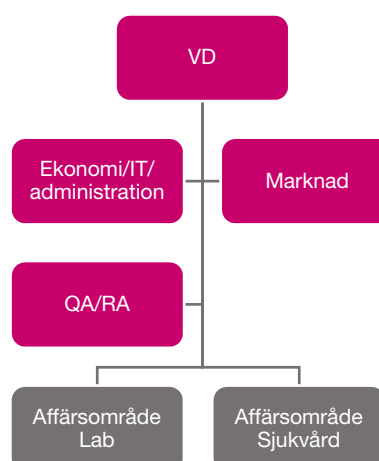 VD
Ekonomi/IT/
administration
Marknad
QA/RA
Affärsområde
Lab
Affärsområde
Sjukvård